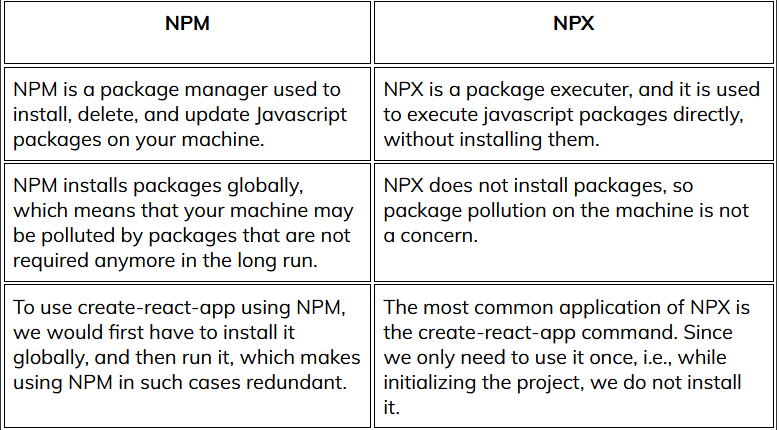 NPM
NPX
NPM is a package manager used to
install, delete, and update Javascript
packages on your machine.
NPX is a package executer, and it is used
to execute javascript packages directly,
without installing them.
NPM installs packages globally,
which means that your machine may
be polluted by packages that are not
required anymore in the long run.
NPX does not install packages, so
package pollution on the machine is not
a concern.
To use create-react-app using NPM,
we would first have to install it
globally, and then run it, which makes
using NPM in such cases redundant.
The most common application of NPX is
the create-react-app command. Since
we only need to use it once, i.e., while
initializing the project, we do not install
it.